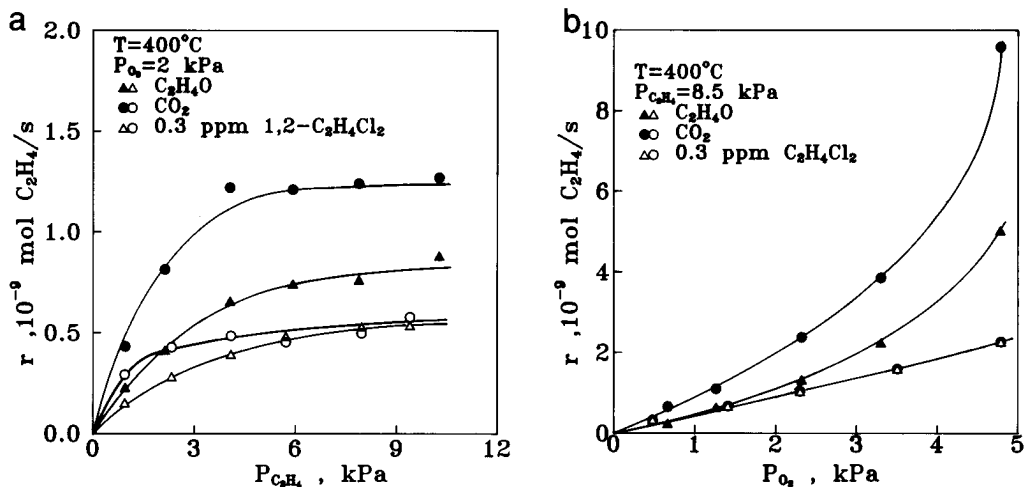 a
2.0
1.5
1.0
0.5
0.0
r ,10⁻⁹ mol C₂H₄/s
T=400°C
P_O₂=2 kPa
C₂H₄O
CO₂
0.3 ppm 1,2-C₂H₄Cl₂
0 3 6 9 12
P_C₂H₄ , kPa
b
10
8
6
4
2
0
r ,10⁻⁹ mol C₂H₄/s
T=400°C
P_C₂H₄=8.5 kPa
C₂H₄O
CO₂
0.3 ppm C₂H₄Cl₂
0 1 2 3 4 5
P_O₂ , kPa